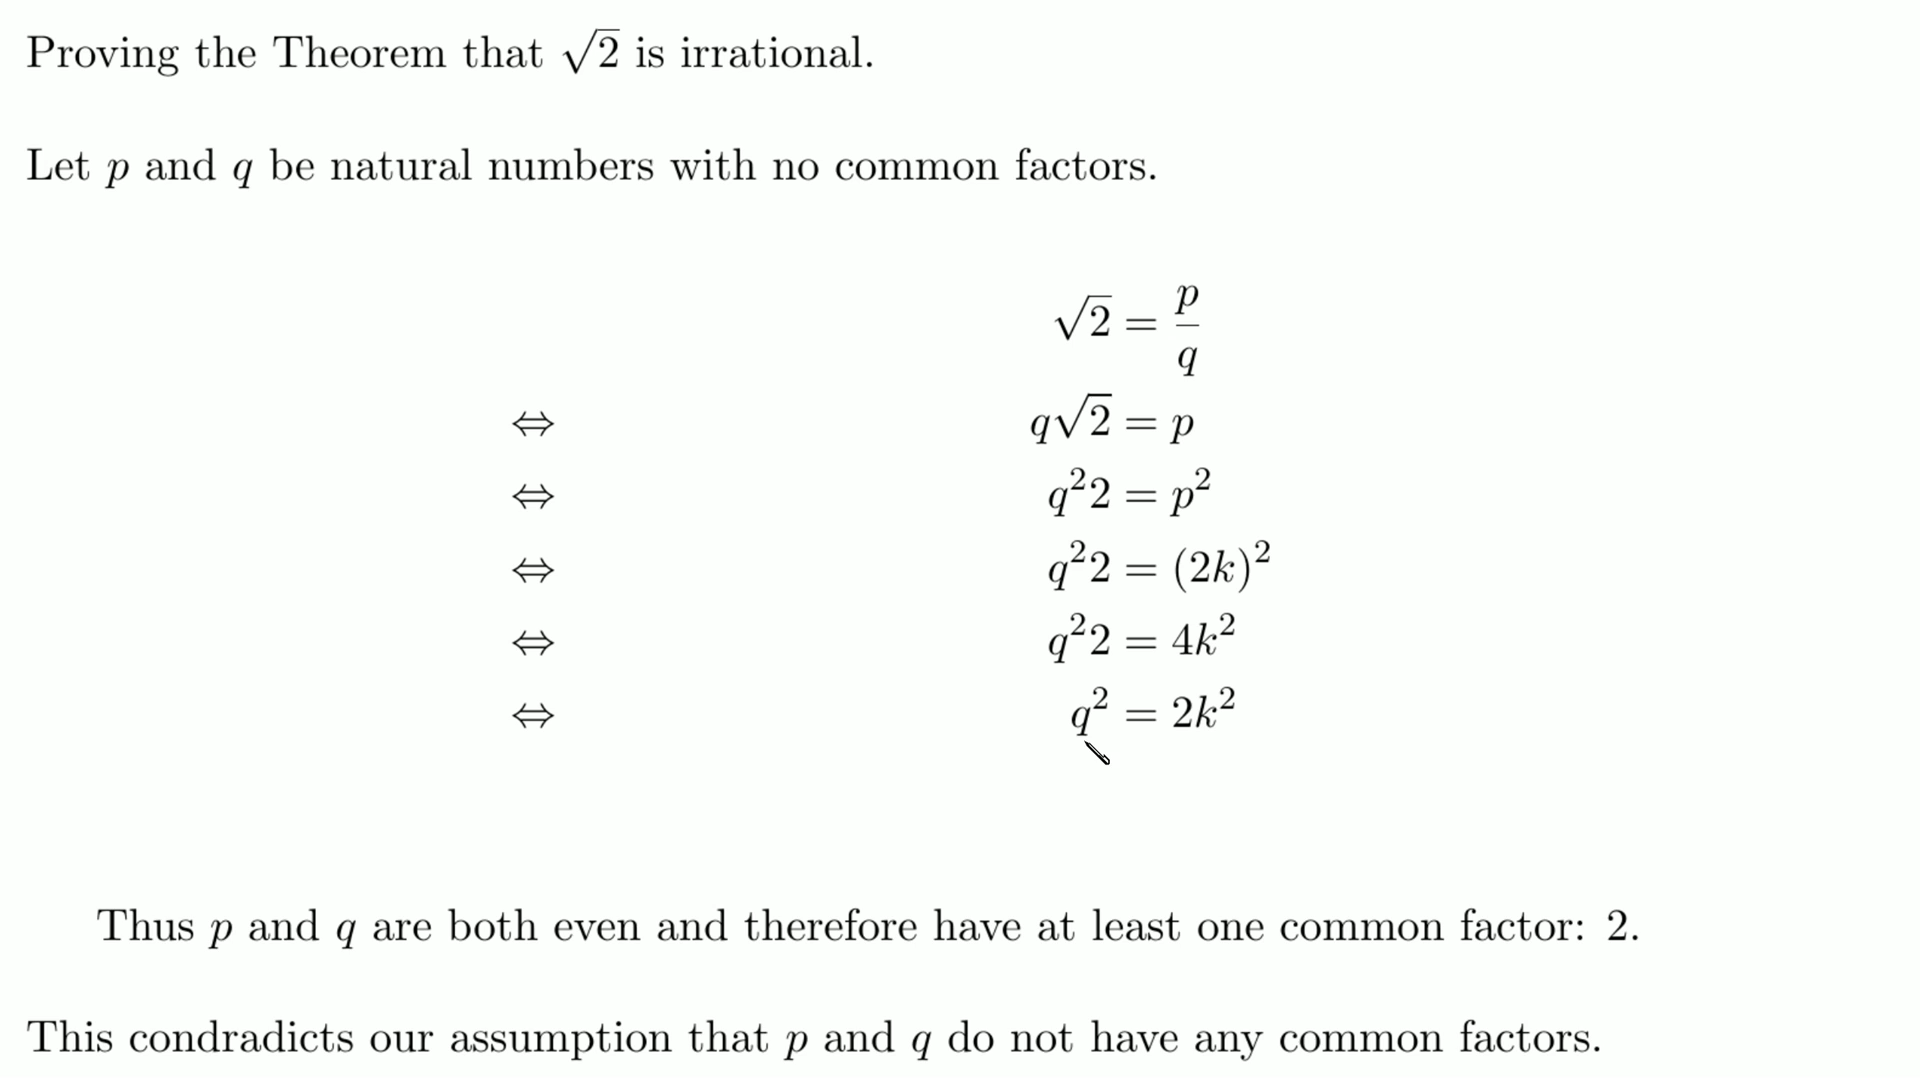 Proving the Theorem that √2 is irrational.
Let p and q be natural numbers with no common factors.
√2 = p/q
⇔ q√2 = p
⇔ q²2 = p²
⇔ q²2 = (2k)²
⇔ q²2 = 4k²
⇔ q² = 2k²
Thus p and q are both even and therefore have at least one common factor: 2.
This condradicts our assumption that p and q do not have any common factors.